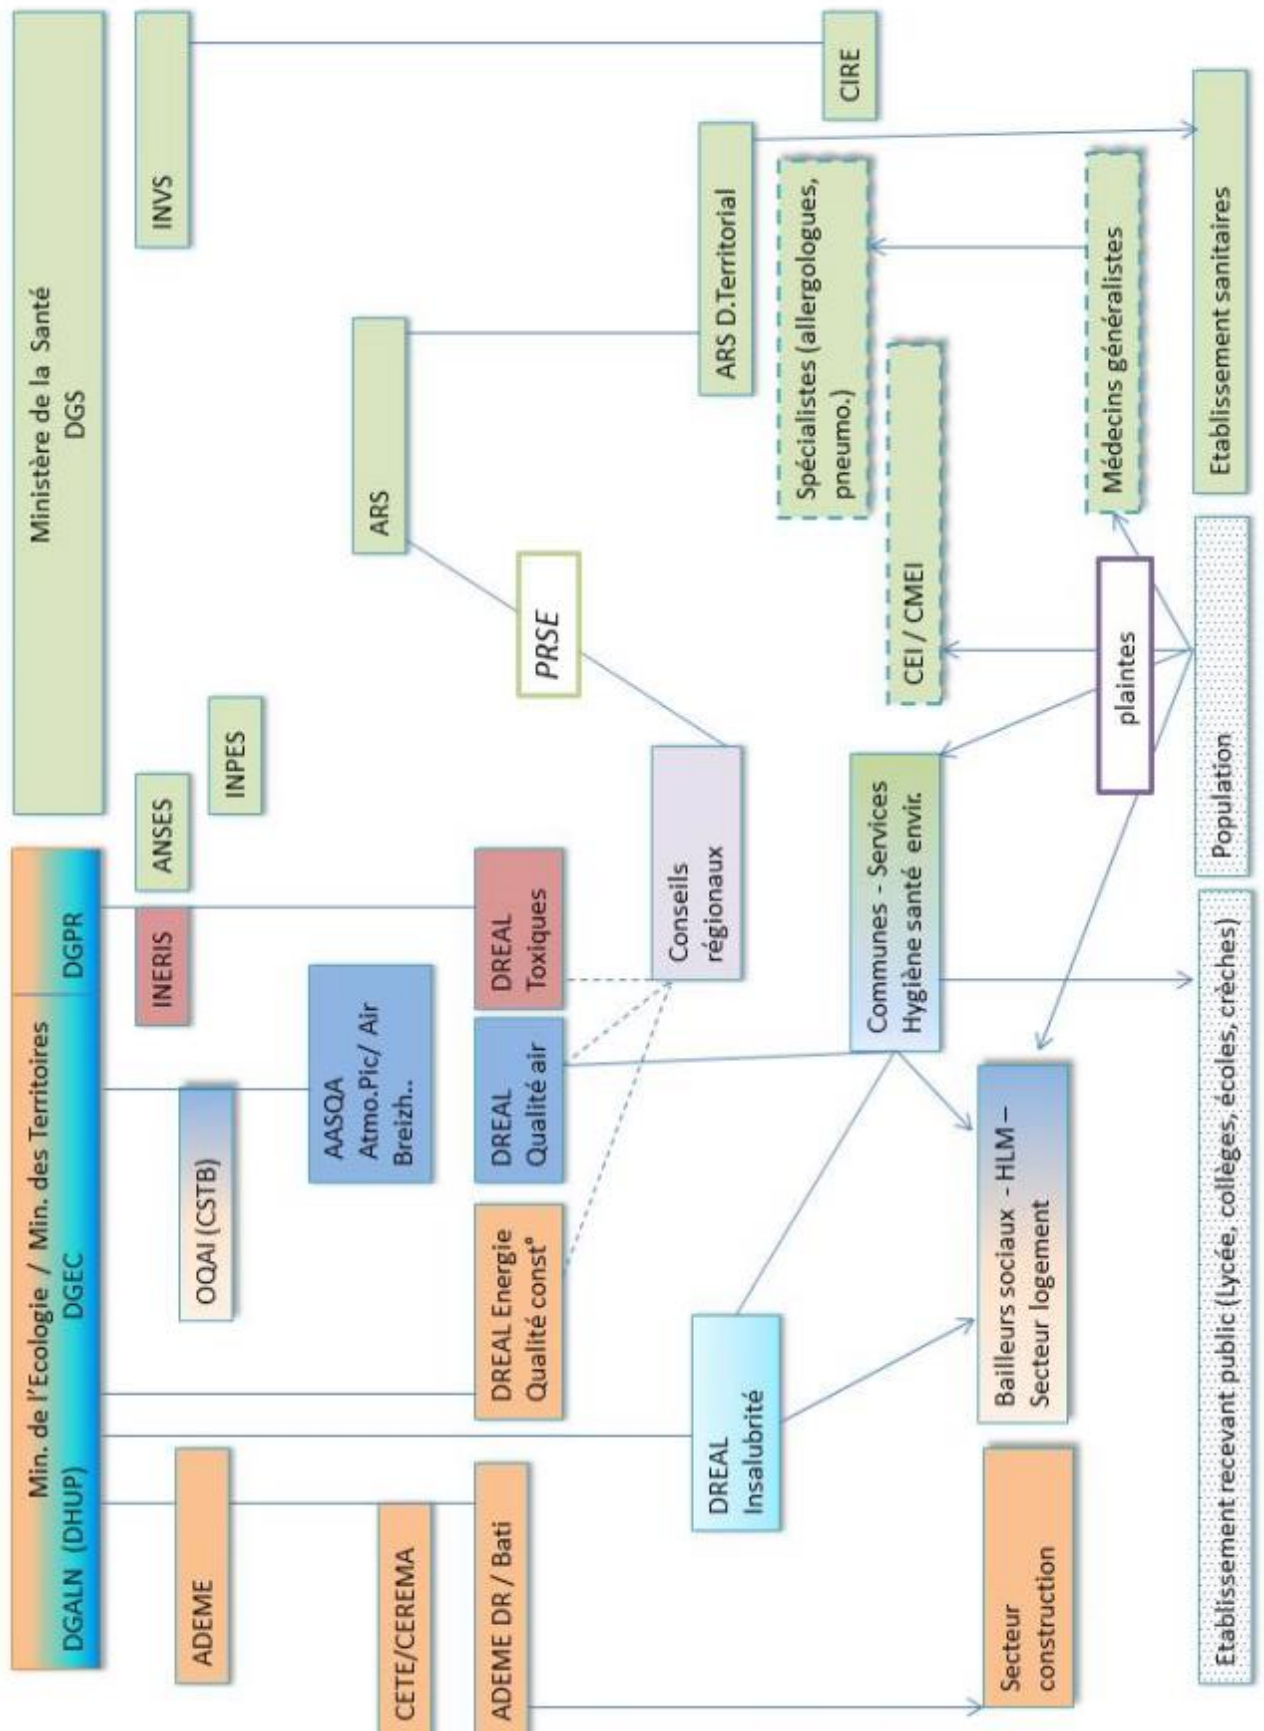 Min. de l'Ecologie / Min. des Territoires
DGALN (DHUP)
DGEC
DGPR
Ministère de la Santé
DGS
ADEME
OQAI (CSTB)
INERIS
ANSES
INPES
INVS
CETE/CEREMA
AASQA
Atmo.Pic/ Air
Breizh..
ARS
ADEME DR / Bati
DREAL Energie
Qualité const°
DREAL
Qualité air
DREAL
Toxiques
PRSE
DREAL
Insalubrité
Conseils
régionaux
ARS D.Territorial
CIRE
Spécialistes (allergologues,
pneumo.)
Communes - Services
Hygiène santé envir.
CEI / CMEI
Secteur
construction
Bailleurs sociaux - HLM –
Secteur logement
plaintes
Médecins généralistes
Etablissement recevant public (Lycée, collèges, écoles, crèches)
Population
Etablissement sanitaires